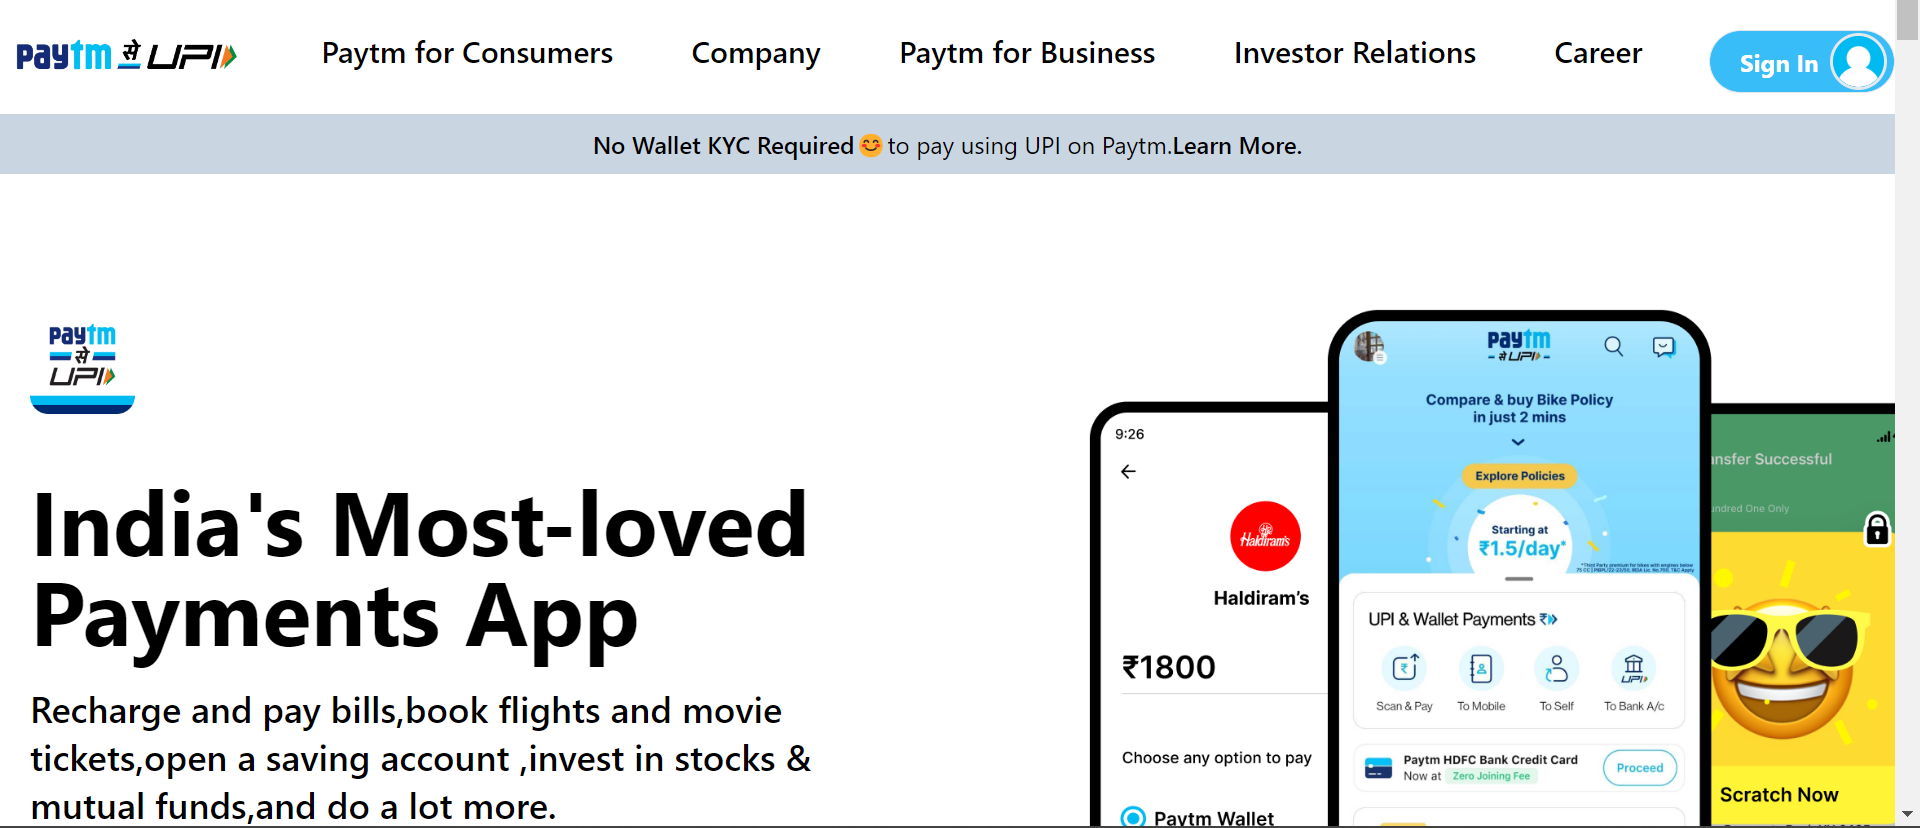 paytm से UPI
Paytm for Consumers
Company
Paytm for Business
Investor Relations
Career
Sign In
No Wallet KYC Required 😊 to pay using UPI on Paytm.Learn More.
paytm
से
UPI
India's Most-loved
Payments App
Recharge and pay bills,book flights and movie
tickets,open a saving account ,invest in stocks &
mutual funds,and do a lot more.
9:26
Haldiram's
Haldiram’s
₹1800
Choose any option to pay
Paytm Wallet
paytm
से UPI
Compare & buy Bike Policy
in just 2 mins
Explore Policies
Starting at
₹1.5/day*
UPI & Wallet Payments
Scan & Pay
To Mobile
To Self
UPI
To Bank A/c
Paytm HDFC Bank Credit Card
Now at Zero Joining Fee
Proceed
ansfer Successful
undred One Only
Scratch Now